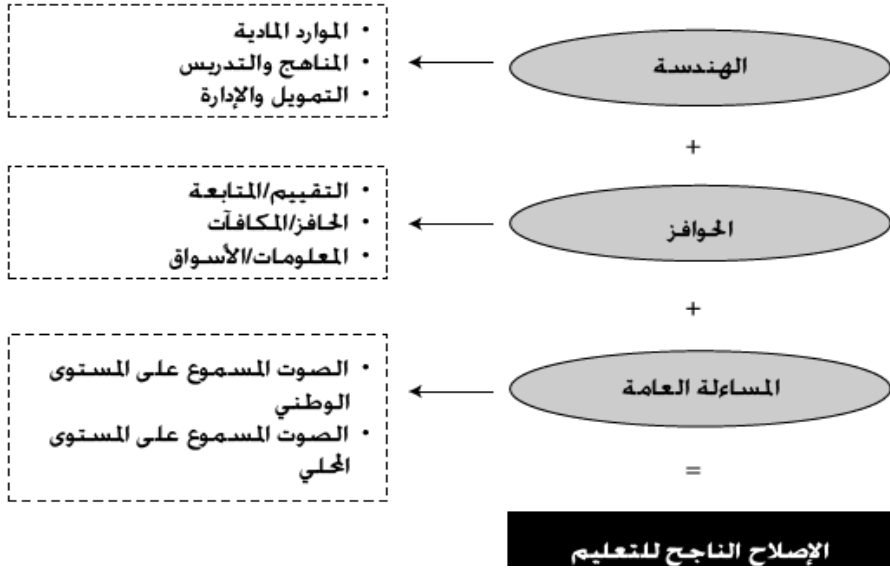 الهندسة
• الموارد المادية
• المناهج والتدريس
• التمويل والإدارة
+
الحوافز
• التقييم/المتابعة
• الحافز/المكافآت
• المعلومات/الأسواق
+
المساءلة العامة
• الصوت المسموع على المستوى
الوطني
• الصوت المسموع على المستوى
المحلي
=
الإصلاح الناجح للتعليم